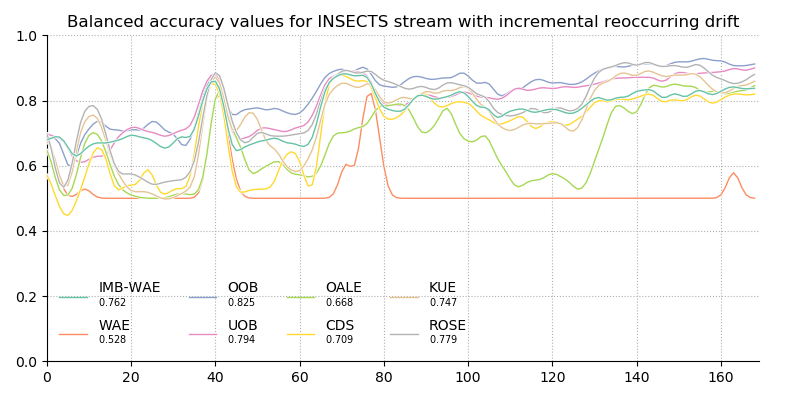 Balanced accuracy values for INSECTS stream with incremental reoccurring drift
1.0
0.8
0.6
0.4
0.2
0.0
IMB-WAE OOB OALE KUE
0.762 0.825 0.668 0.747
WAE UOB CDS ROSE
0.528 0.794 0.709 0.779
0 20 40 60 80 100 120 140 160